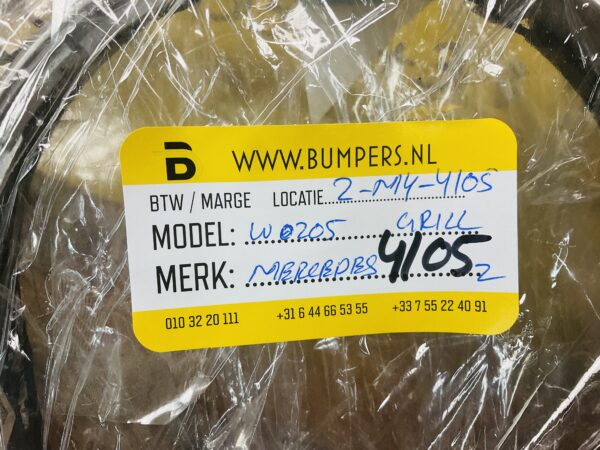 B WWW.BUMPERS.NL
BTW / MARGE LOCATIE 2-M4-4105
MODEL: W0205 GRILL
MERK: MERCEDES 4105 2
010 32 20 111 +31 6 44 66 53 55 +33 7 55 22 40 91